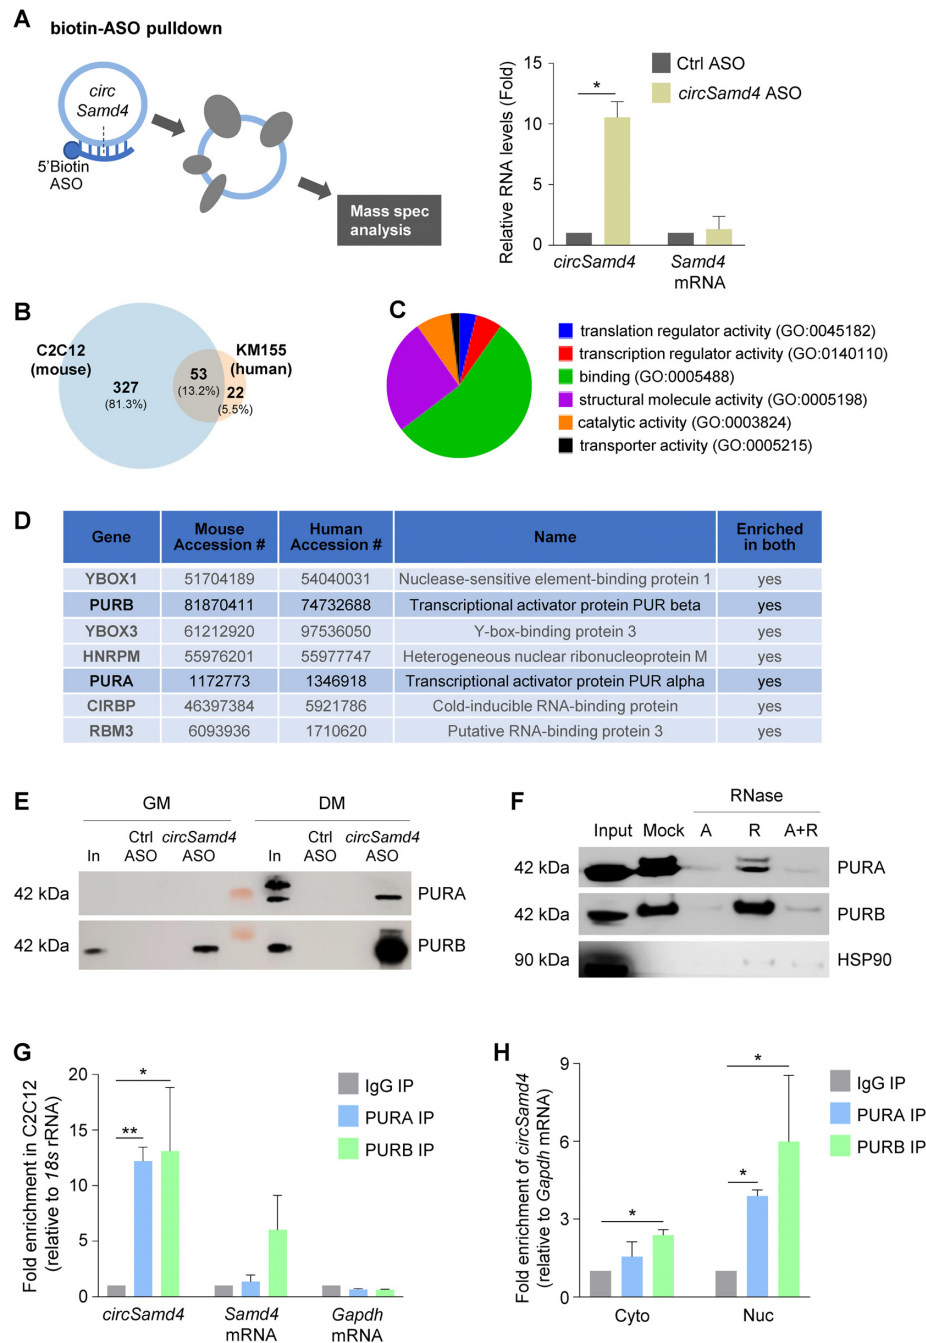 A
biotin-ASO pulldown
circ
Samd4
5'Biotin
ASO
Mass spec
analysis
Relative RNA levels (Fold)
15
10
5
0
*
Ctrl ASO
circSamd4 ASO
circSamd4
Samd4
mRNA
B
C2C12
(mouse)
KM155
(human)
327
(81.3%)
53
(13.2%)
22
(5.5%)
C
translation regulator activity (GO:0045182)
transcription regulator activity (GO:0140110)
binding (GO:0005488)
structural molecule activity (GO:0005198)
catalytic activity (GO:0003824)
transporter activity (GO:0005215)
D
Gene Mouse Accession # Human Accession # Name Enriched in both
YBOX1 51704189 54040031 Nuclease-sensitive element-binding protein 1 yes
PURB 81870411 74732688 Transcriptional activator protein PUR beta yes
YBOX3 61212920 97536050 Y-box-binding protein 3 yes
HNRPM 55976201 55977747 Heterogeneous nuclear ribonucleoprotein M yes
PURA 1172773 1346918 Transcriptional activator protein PUR alpha yes
CIRBP 46397384 5921786 Cold-inducible RNA-binding protein yes
RBM3 6093936 1710620 Putative RNA-binding protein 3 yes
E
GM DM
In Ctrl ASO circSamd4 ASO In Ctrl ASO circSamd4 ASO
42 kDa PURA
42 kDa PURB
F
RNase
Input Mock A R A+R
42 kDa PURA
42 kDa PURB
90 kDa HSP90
G
Fold enrichment in C2C12
(relative to 18s rRNA)
20
15
10
5
0
*
**
IgG IP
PURA IP
PURB IP
circSamd4
Samd4
mRNA
Gapdh
mRNA
H
Fold enrichment of circSamd4
(relative to Gapdh mRNA)
9
6
3
0
*
*
*
IgG IP
PURA IP
PURB IP
Cyto
Nuc